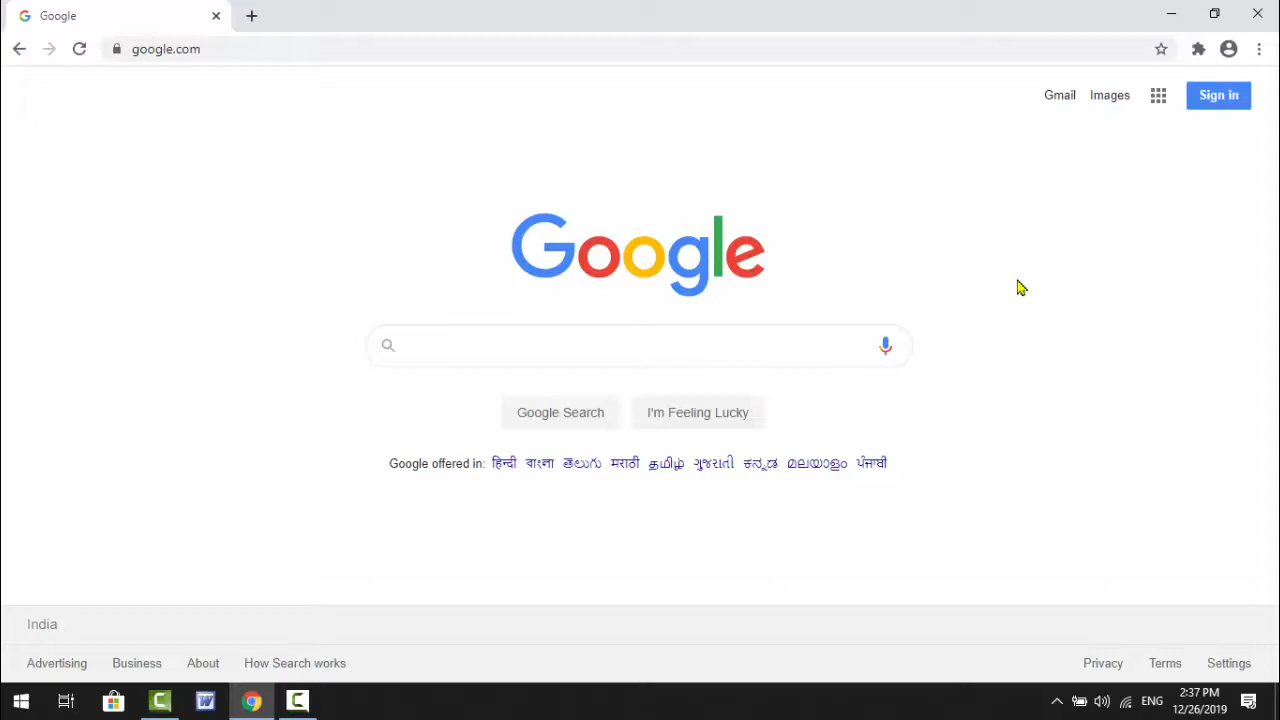 Google
google.com
Gmail Images Sign in
Google
Google Search I'm Feeling Lucky
Google offered in: हिन्दी বাংলা తెలుగు मराठी தமிழ் ગુજરાતી ಕನ್ನಡ മലയാളം ਪੰਜਾਬੀ
India
Advertising Business About How Search works Privacy Terms Settings
W ENG 2:37 PM
12/26/2019